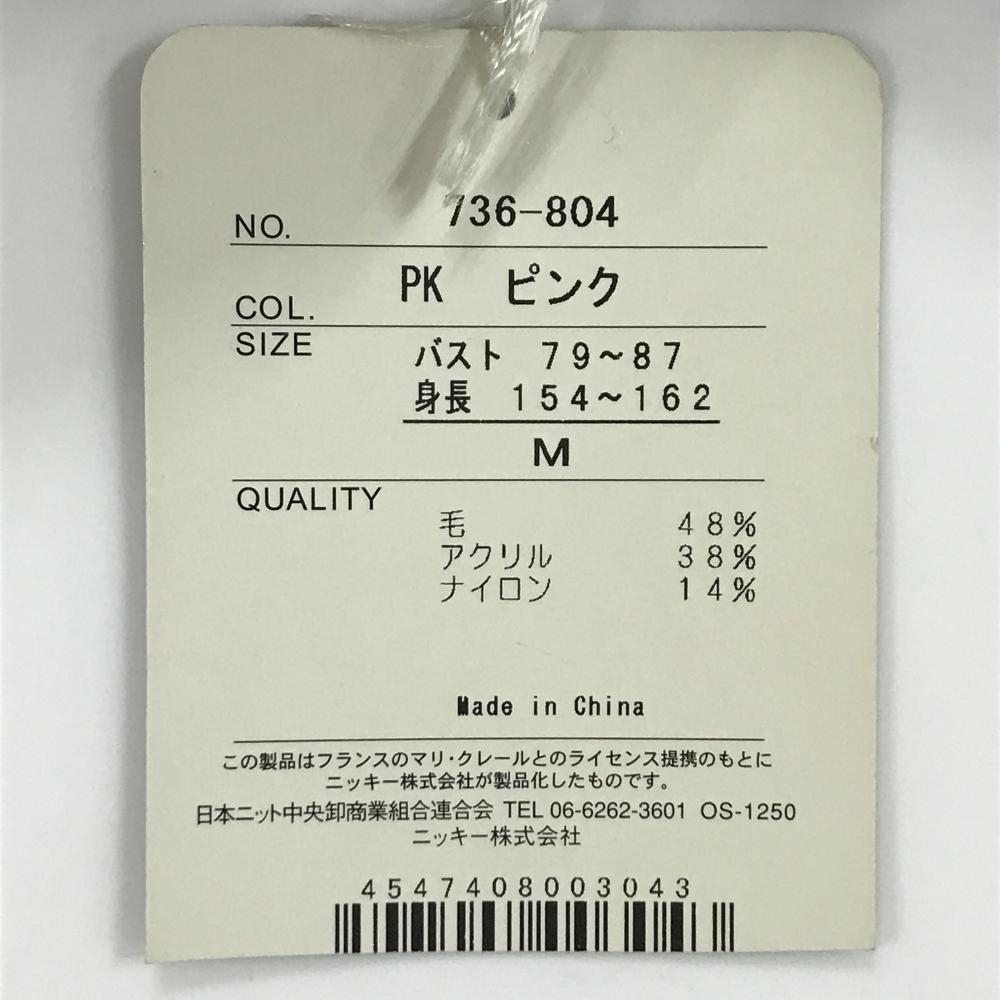 NO. 736-804
COL. PK ピンク
SIZE バスト 79～87
身長 154～162
M
QUALITY
毛 48%
アクリル 38%
ナイロン 14%
Made in China
この製品はフランスのマリ・クレールとのライセンス提携のもとに
ニッキー株式会社が製品化したものです。
日本ニット中央卸商業組合連合会 TEL 06-6262-3601 OS-1250
ニッキー株式会社
4547408003043